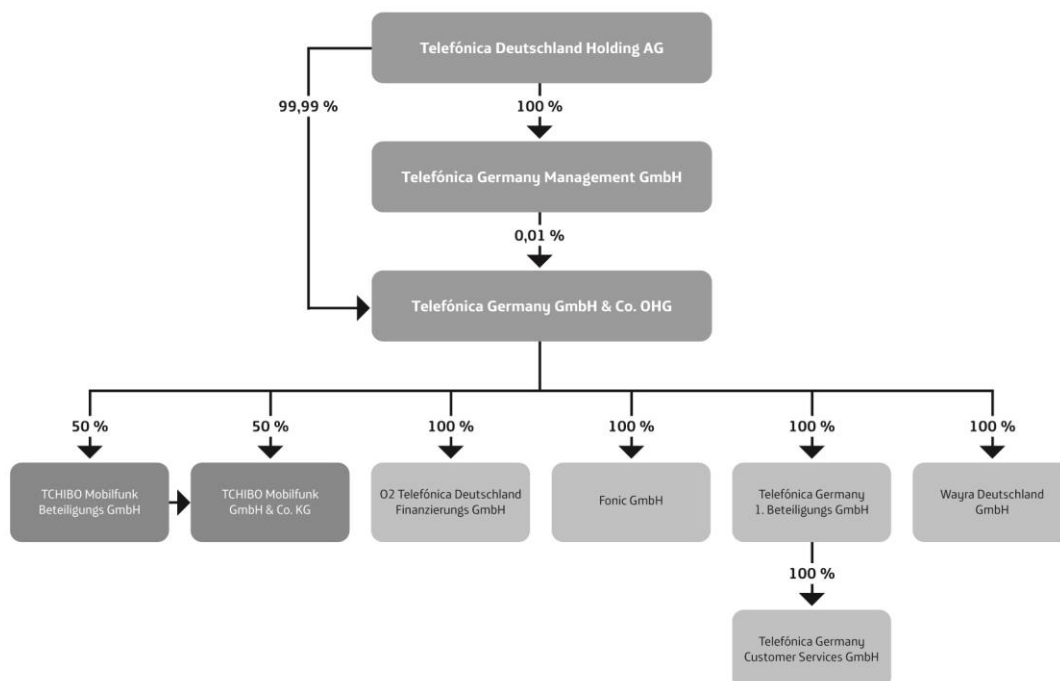 Telefónica Deutschland Holding AG
99,99 %
100 %
Telefónica Germany Management GmbH
0,01 %
Telefónica Germany GmbH & Co. OHG
50 %
50 %
100 %
100 %
100 %
100 %
TCHIBO Mobilfunk
Beteiligungs GmbH
TCHIBO Mobilfunk
GmbH & Co. KG
O2 Telefónica Deutschland
Finanzierungs GmbH
Fonic GmbH
Telefónica Germany
1. Beteiligungs GmbH
Wayra Deutschland
GmbH
100 %
Telefónica Germany
Customer Services GmbH